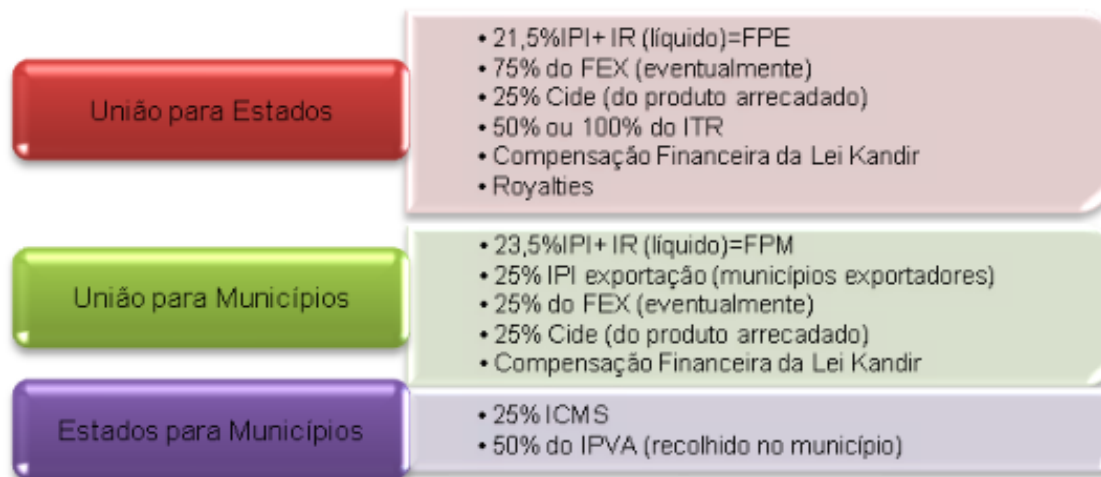 União para Estados
• 21,5%IPI+ IR (líquido)=FPE
• 75% do FEX (eventualmente)
• 25% Cide (do produto arrecadado)
• 50% ou 100% do ITR
• Compensação Financeira da Lei Kandir
• Royalties
União para Municípios
• 23,5%IPI+ IR (líquido)=FPM
• 25% IPI exportação (municípios exportadores)
• 25% do FEX (eventualmente)
• 25% Cide (do produto arrecadado)
• Compensação Financeira da Lei Kandir
Estados para Municípios
• 25% ICMS
• 50% do IPVA (recolhido no município)